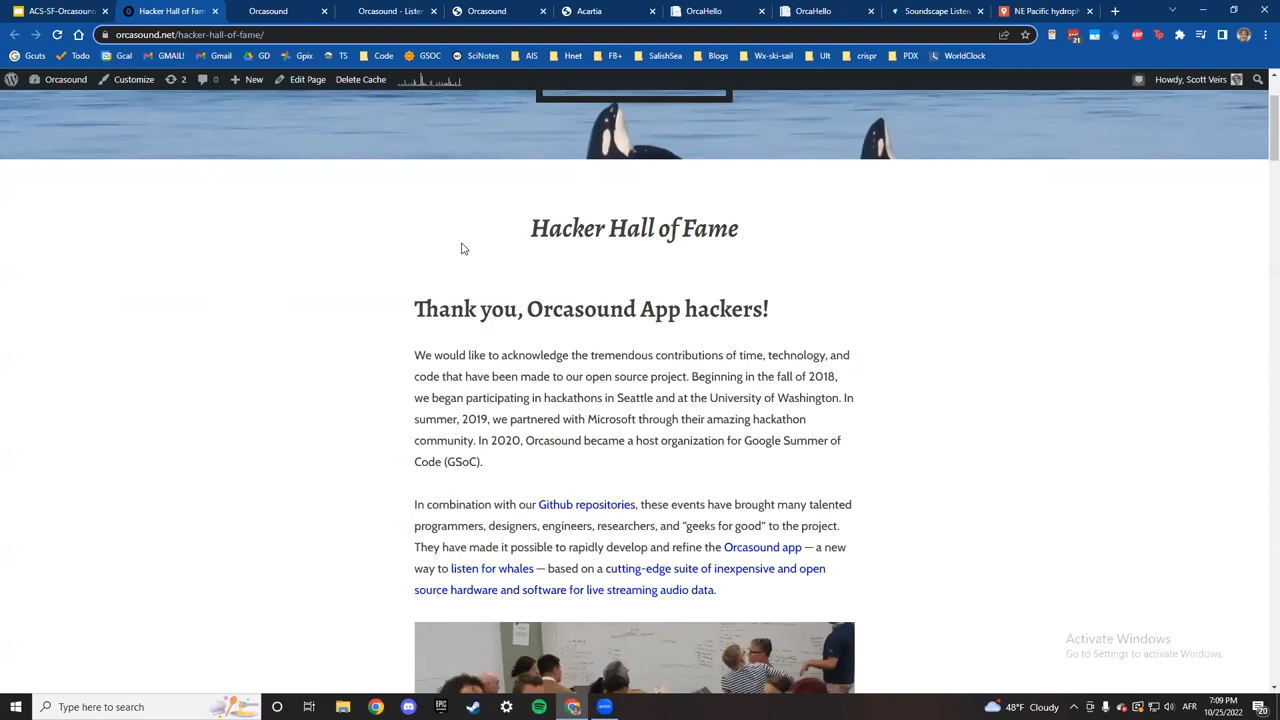 ACS-SF-Orcasoun
Hacker Hall of Fam
Orcasound
Orcasound - Listen
Orcasound
Acartia
OrcaHello
OrcaHello
Soundscape Listen
NE Pacific hydroph
orcasound.net/hacker-hall-of-fame/
21
ABP
Gcuts
Todo
Gcal
GMAIL!
Gmail
GD
Gpix
TS
Code
GSOC
SciNotes
AIS
Hnet
FB+
SalishSea
Blogs
Wx-ski-sail
Ult
crispr
PDX
WorldClock
Orcasound
Customize
2
0
New
Edit Page
Delete Cache
Howdy, Scott Veirs
Hacker Hall of Fame
Thank you, Orcasound App hackers!
We would like to acknowledge the tremendous contributions of time, technology, and
code that have been made to our open source project. Beginning in the fall of 2018,
we began participating in hackathons in Seattle and at the University of Washington. In
summer, 2019, we partnered with Microsoft through their amazing hackathon
community. In 2020, Orcasound became a host organization for Google Summer of
Code (GSoC).
In combination with our Github repositories, these events have brought many talented
programmers, designers, engineers, researchers, and “geeks for good” to the project.
They have made it possible to rapidly develop and refine the Orcasound app — a new
way to listen for whales — based on a cutting-edge suite of inexpensive and open
source hardware and software for live streaming audio data.
Activate Windows
Go to Settings to activate Windows.
Type here to search
EPIC
zoom
48°F Cloudy
AFR
7:09 PM
10/25/2022
20